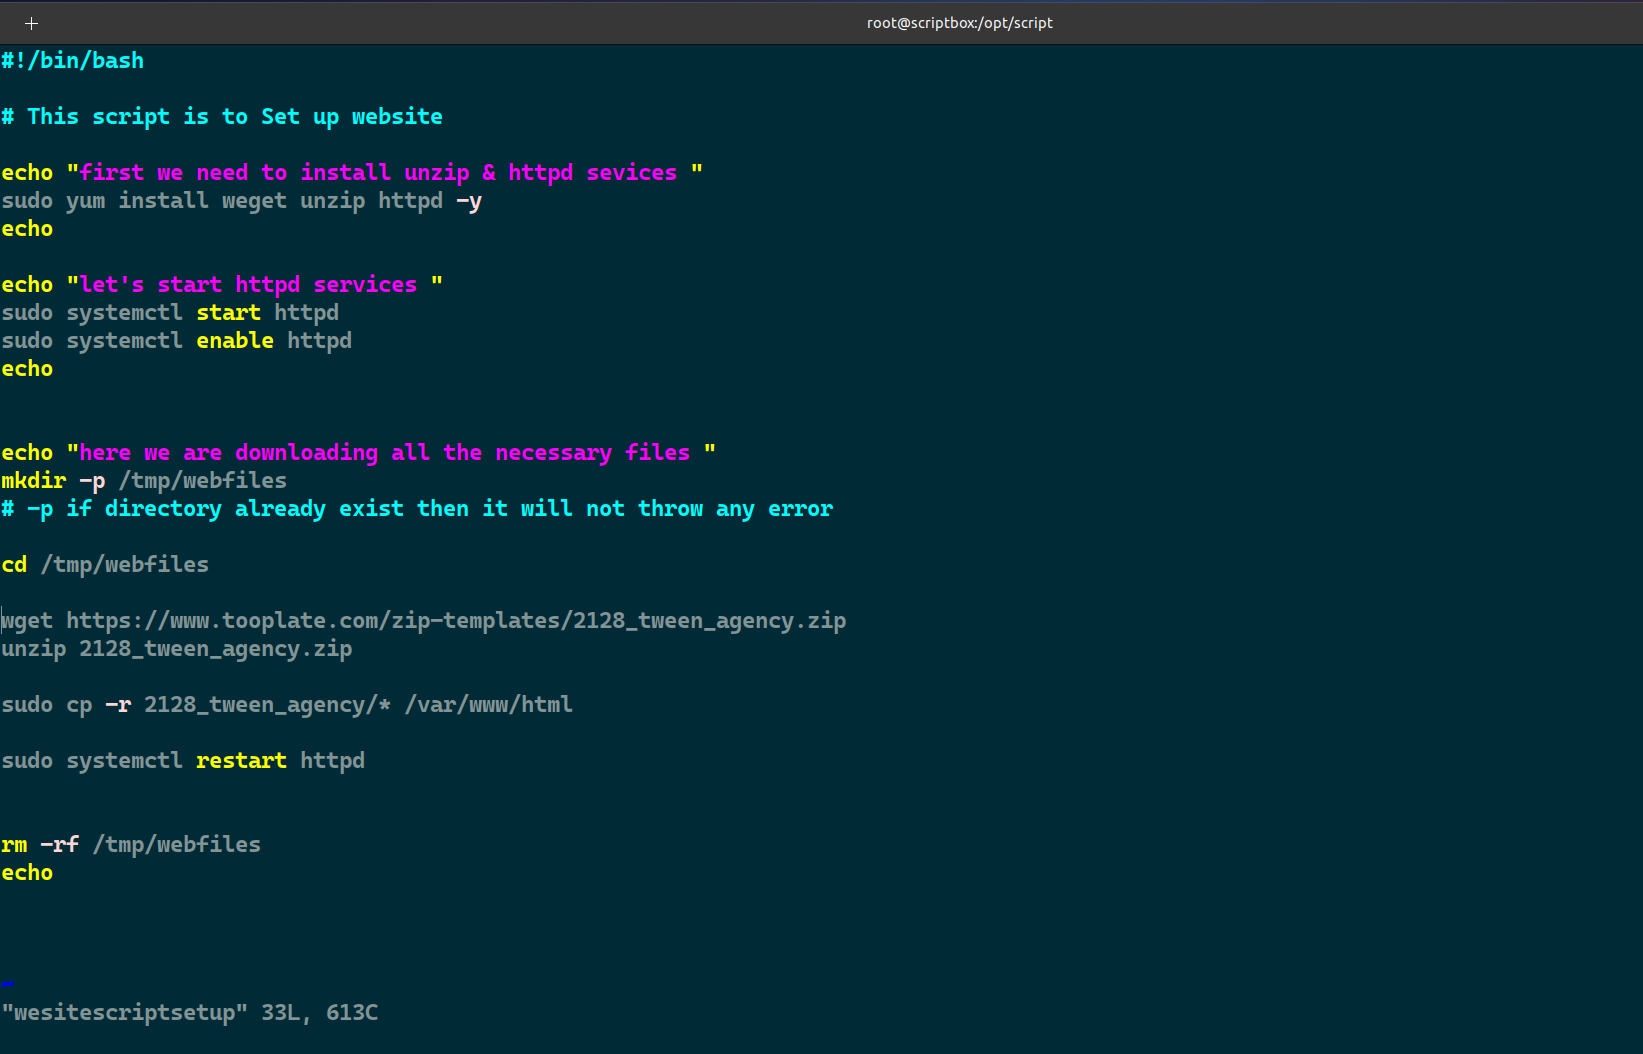 +
root@scriptbox:/opt/script
#!/bin/bash
# This script is to Set up website
echo "first we need to install unzip & httpd sevices "
sudo yum install weget unzip httpd -y
echo
echo "let's start httpd services "
sudo systemctl start httpd
sudo systemctl enable httpd
echo
echo "here we are downloading all the necessary files "
mkdir -p /tmp/webfiles
# -p if directory already exist then it will not throw any error
cd /tmp/webfiles
wget https://www.tooplate.com/zip-templates/2128_tween_agency.zip
unzip 2128_tween_agency.zip
sudo cp -r 2128_tween_agency/* /var/www/html
sudo systemctl restart httpd
rm -rf /tmp/webfiles
echo
~
"wesitescriptsetup" 33L, 613C